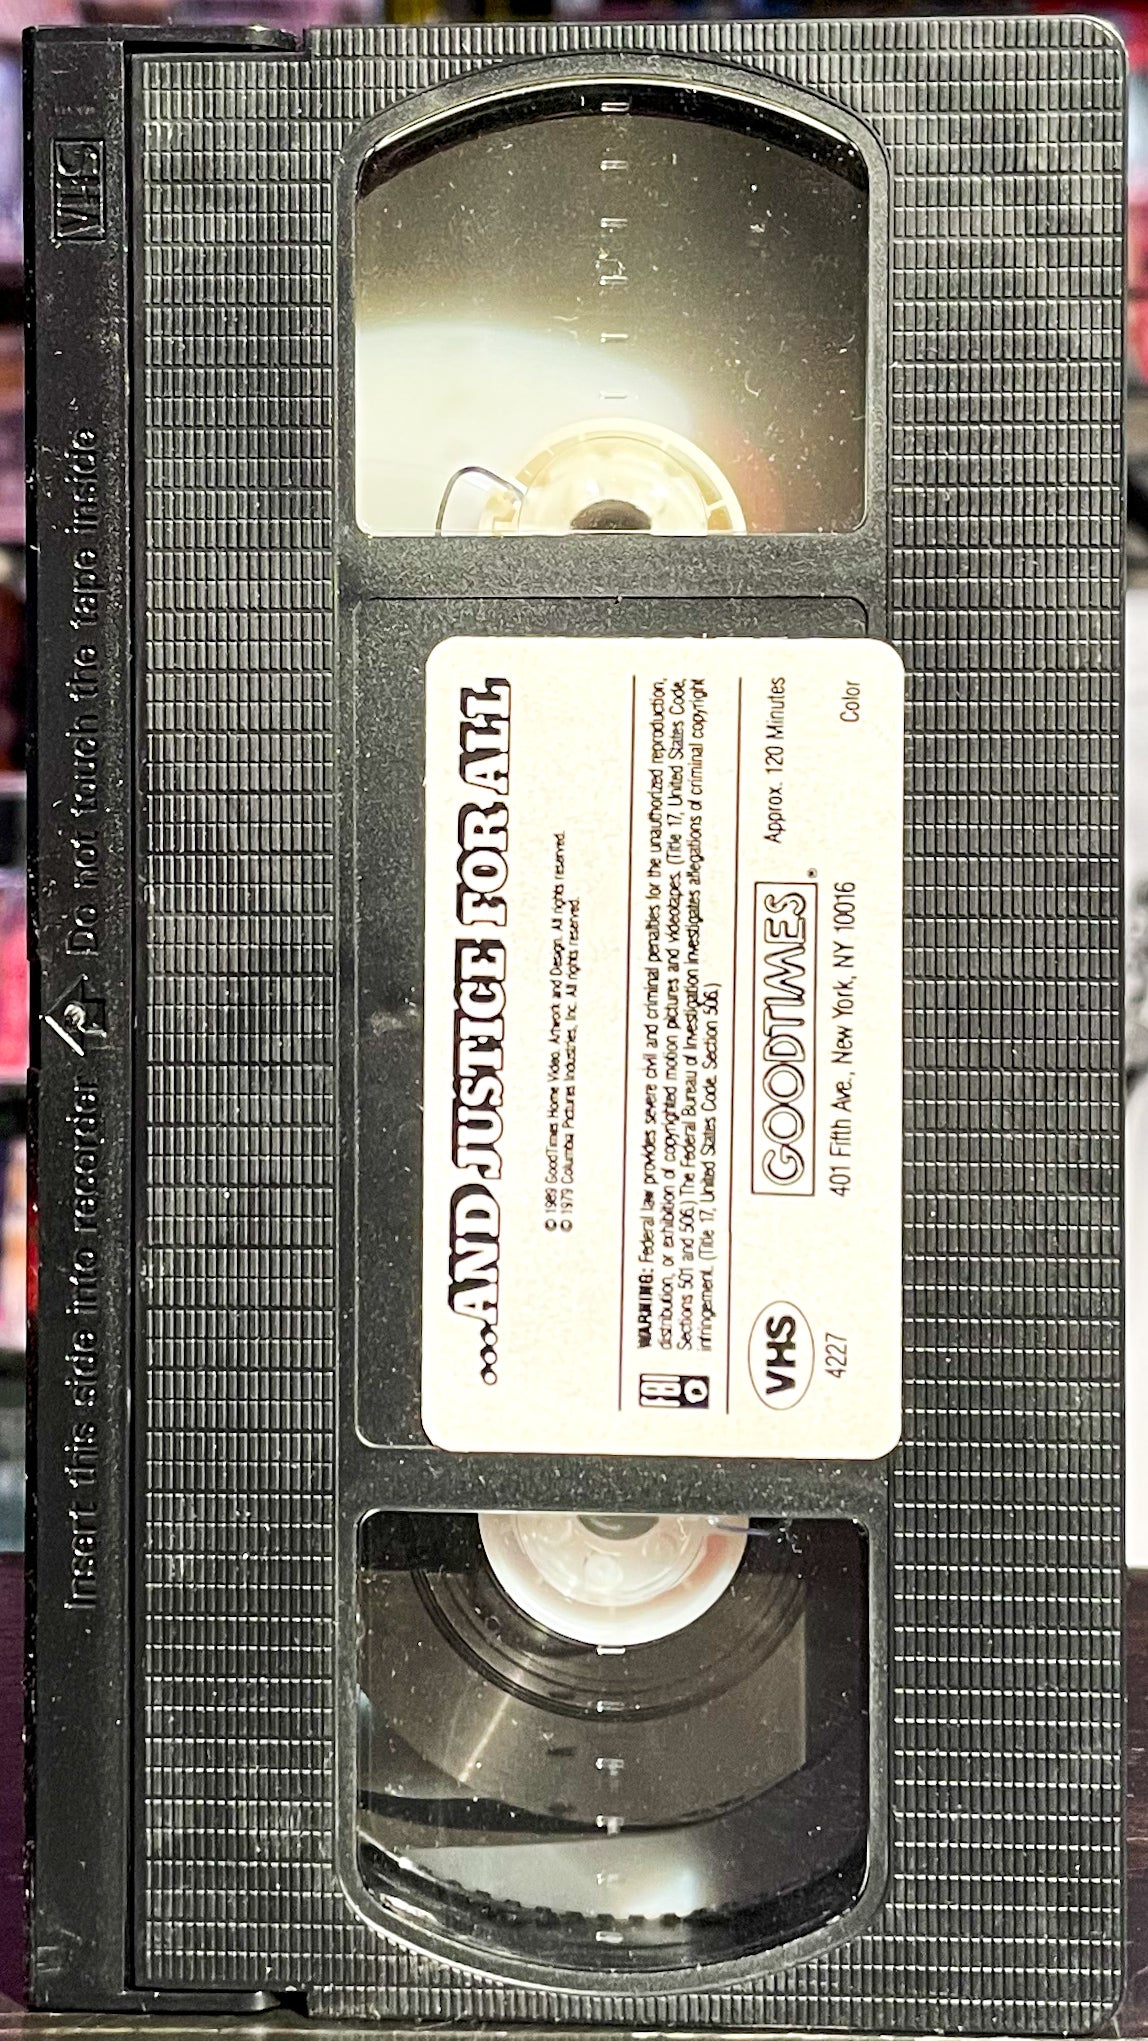 VHS
Insert this side into recorder Do not touch the tape inside
....AND JUSTICE FOR ALL
© 1989 GoodTimes Home Video. Artwork and Design. All rights reserved.
© 1979 Columbia Pictures Industries, Inc. All rights reserved.
FBI
WARNING: Federal law provides severe civil and criminal penalties for the unauthorized reproduction,
distribution, or exhibition of copyrighted motion pictures and videotapes. (Title 17, United States Code,
Sections 501 and 506.) The Federal Bureau of Investigation investigates allegations of criminal copyright
infringement. (Title 17, United States Code. Section 506.)
VHS
GOODTIMES®
Approx. 120 Minutes
4227
401 Fifth Ave., New York, NY 10016
Color